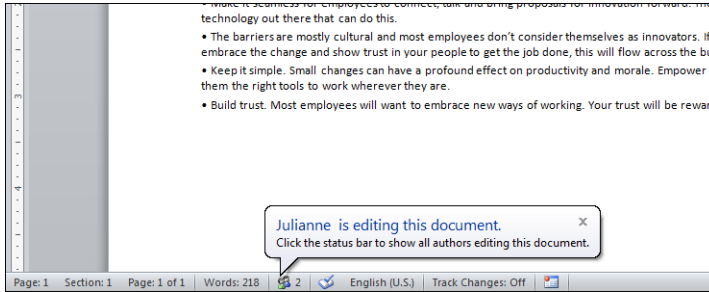 technology out there that can do this.
• The barriers are mostly cultural and most employees don't consider themselves as innovators. If
embrace the change and show trust in your people to get the job done, this will flow across the
• Keep it simple. Small changes can have a profound effect on productivity and morale. Empower
them the right tools to work wherever they are.
• Build trust. Most employees will want to embrace new ways of working. Your trust will be
3
4
Julianne is editing this document.
x
Click the status bar to show all authors editing this document.
Page: 1 Section: 1 Page: 1 of 1 Words: 218 2 English (U.S.) Track Changes: Off